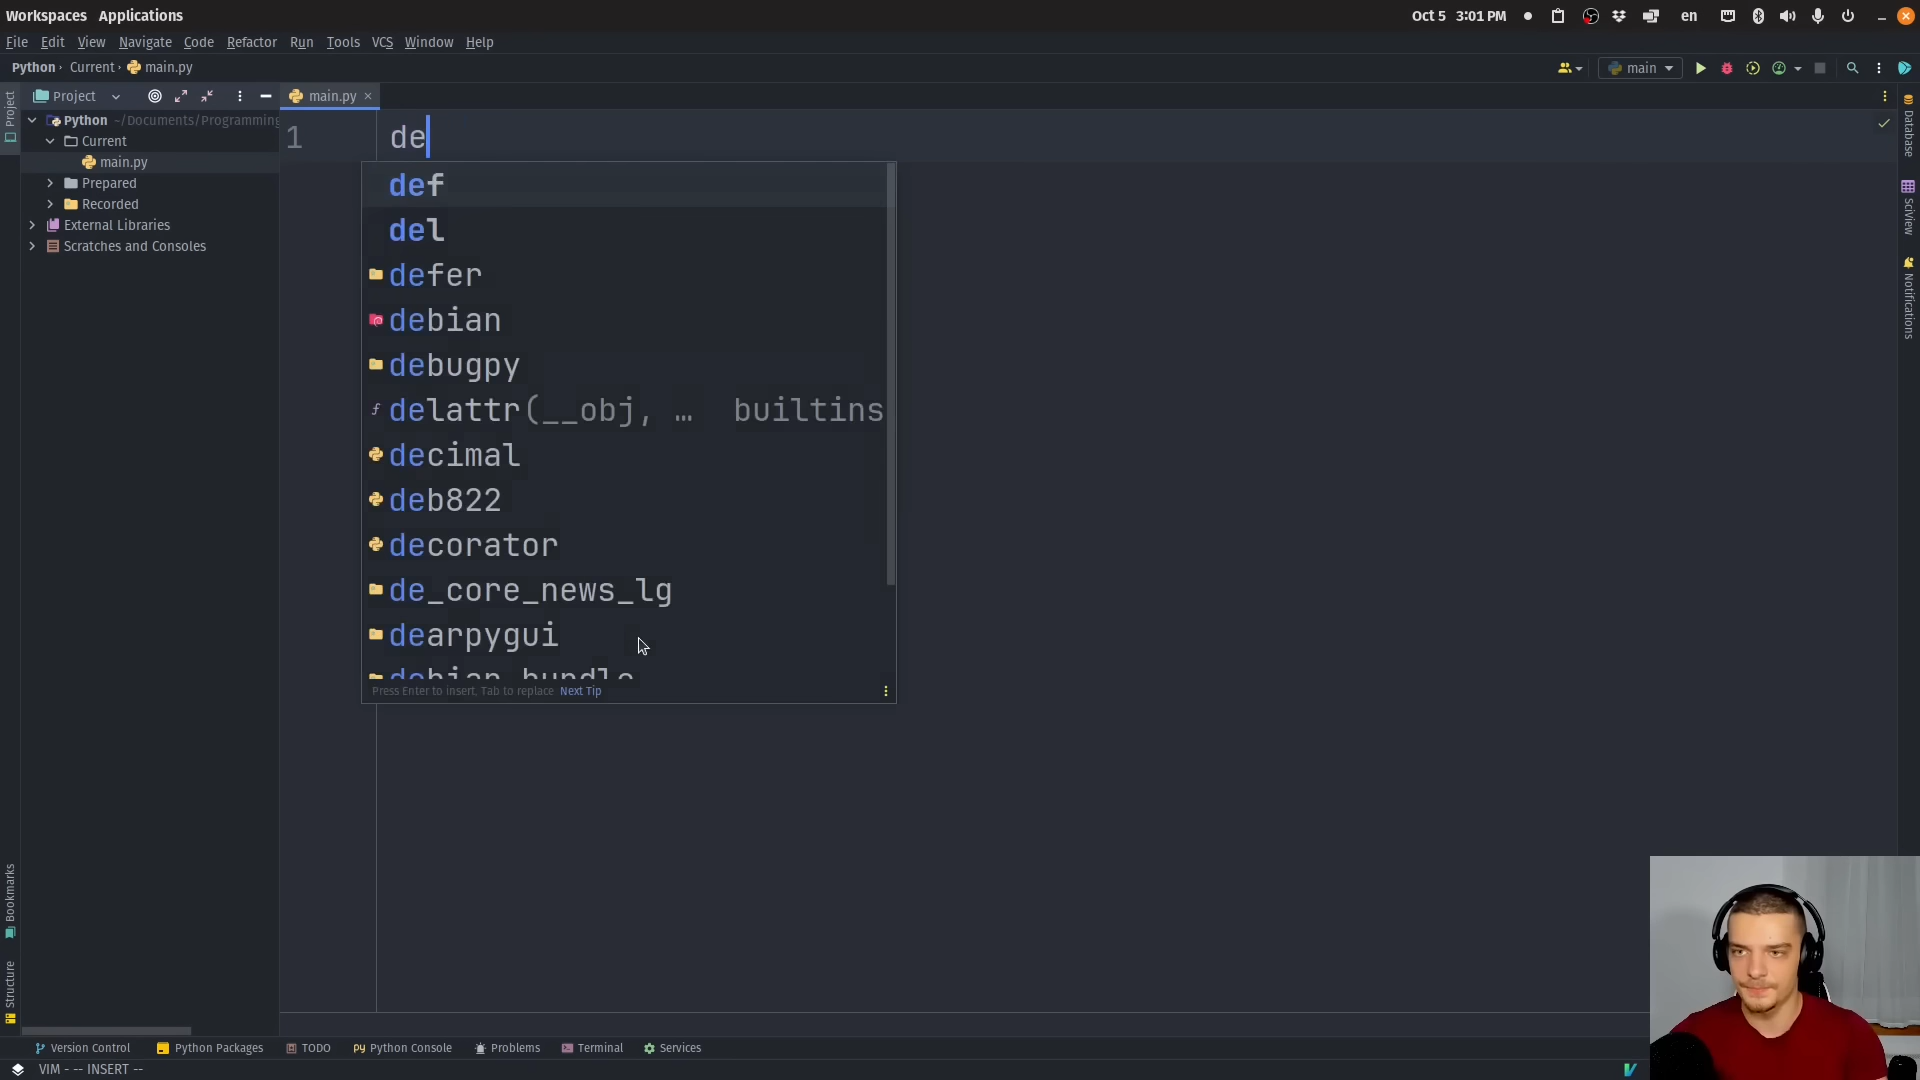 Workspaces Applications
Oct 5 3:01 PM
en
File Edit View Navigate Code Refactor Run Tools VCS Window Help
Python Current main.py
main
Project
main.py
Python ~/Documents/Programming
Current
main.py
Prepared
Recorded
External Libraries
Scratches and Consoles
1
de
def
del
defer
debian
debugpy
delattr(__obj, … builtins
decimal
deb822
decorator
de_core_news_lg
dearpygui
debian_bundle
Press Enter to insert, Tab to replace Next Tip
Project
Bookmarks
Structure
Database
SciView
Notifications
Version Control Python Packages TODO Python Console Problems Terminal Services
VIM - -- INSERT --